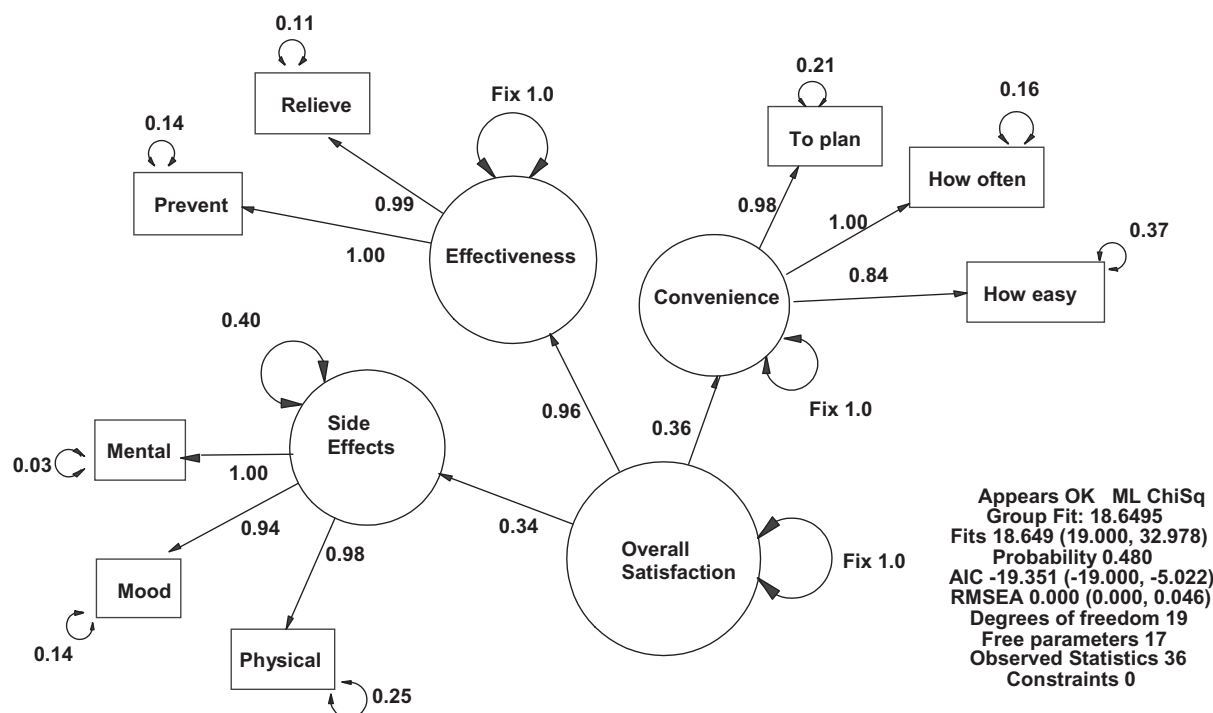 0.11
Relieve
Fix 1.0
0.14
Prevent
0.99
1.00
Effectiveness
0.21
To plan
0.16
How often
0.98
1.00
0.37
Convenience
0.84
How easy
Fix 1.0
0.40
0.96
0.36
Side
Effects
Mental
0.03
1.00
0.94
0.98
0.34
Mood
0.14
Physical
0.25
Overall
Satisfaction
Fix 1.0
Appears OK ML ChiSq
Group Fit: 18.6495
Fits 18.649 (19.000, 32.978)
Probability 0.480
AIC -19.351 (-19.000, -5.022)
RMSEA 0.000 (0.000, 0.046)
Degrees of freedom 19
Free parameters 17
Observed Statistics 36
Constraints 0